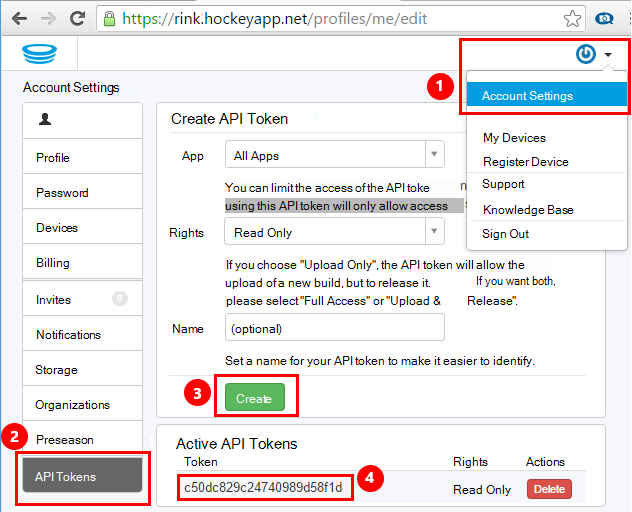 https://rink.hockeyapp.net/profiles/me/edit
1
Account Settings
Account Settings
My Devices
Register Device
Support
Knowledge Base
Sign Out
Profile
Password
Devices
Billing
Invites 0
Notifications
Storage
Organizations
Preseason
2
API Tokens
Create API Token
App All Apps
You can limit the access of the API toke
using this API token will only allow access
Rights Read Only
If you choose "Upload Only", the API token will allow the
upload of a new build, but to release it. If you want both,
please select "Full Access" or "Upload & Release".
Name (optional)
Set a name for your API token to make it easier to identify.
3
Create
Active API Tokens
Token Rights Actions
4
c50dc829c24740989d58f1d Read Only Delete